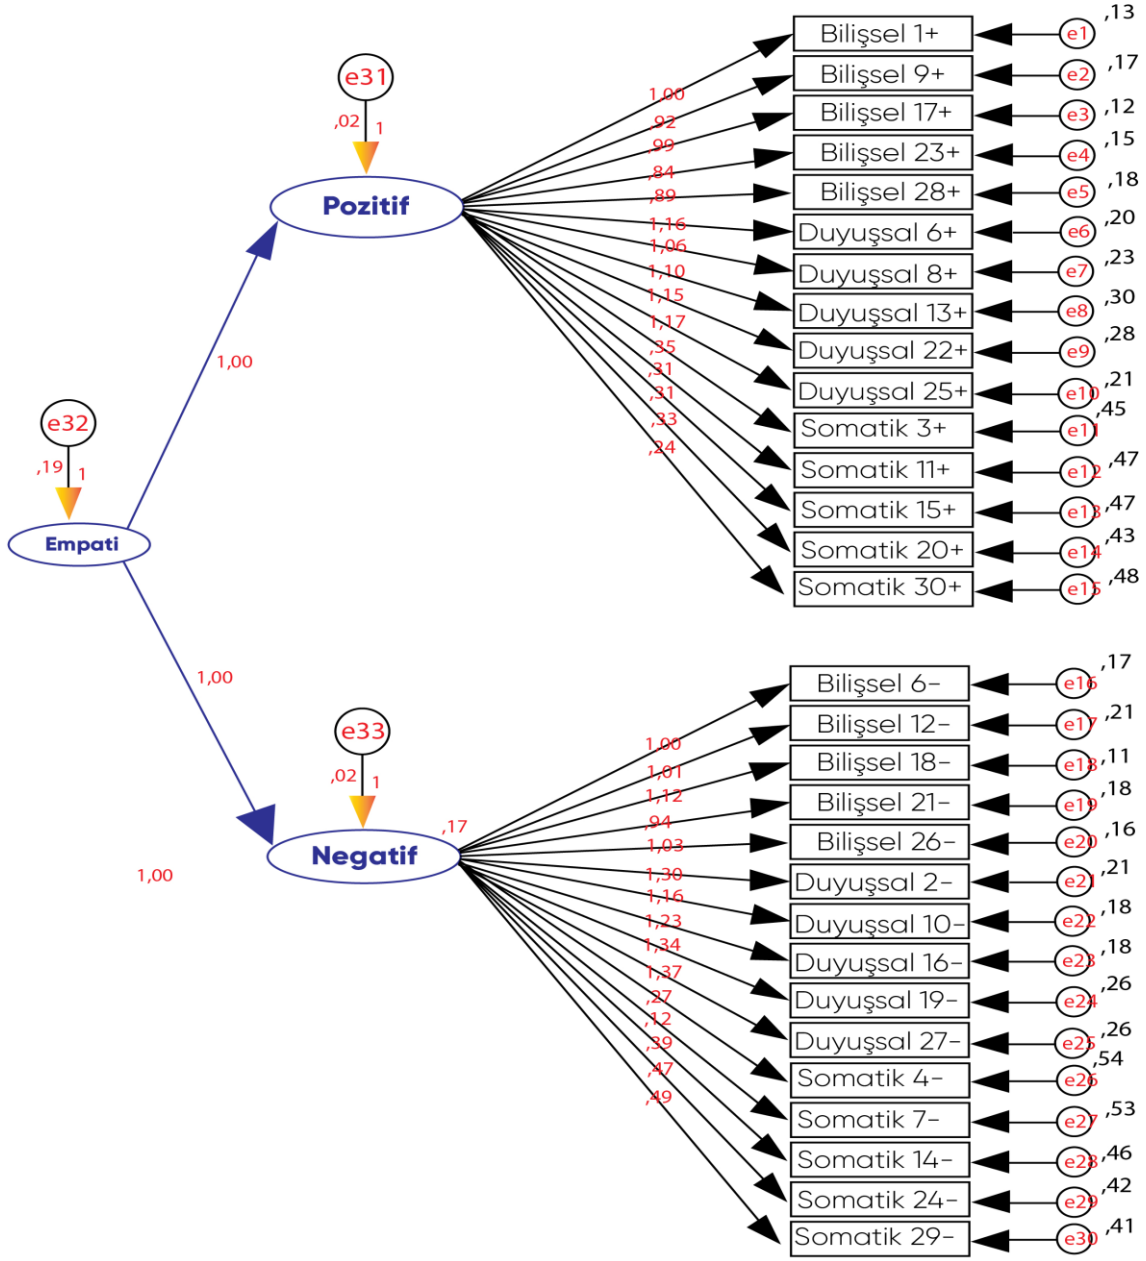 Bilişsel 1+ e1 ,13
Bilişsel 9+ e2 ,17
Bilişsel 17+ e3 ,12
Bilişsel 23+ e4 ,15
Bilişsel 28+ e5 ,18
Duyuşsal 6+ e6 ,20
Duyuşsal 8+ e7 ,23
Duyuşsal 13+ e8 ,30
Duyuşsal 22+ e9 ,28
Duyuşsal 25+ e10 ,21
Somatik 3+ e11 ,45
Somatik 11+ e12 ,47
Somatik 15+ e13 ,47
Somatik 20+ e14 ,43
Somatik 30+ e15 ,48
e31
,02 1
Pozitif
1,00
,92
,99
,84
,89
1,16
1,06
1,10
1,15
1,17
,35
,31
,31
,33
,24
1,00
e32
,19 1
Empati
1,00
e33
,02 1
Negatif
,17
1,00
1,00
1,01
1,12
,94
1,03
1,30
1,16
1,23
1,34
1,37
,27
,12
,39
,47
,49
Bilişsel 6- e16 ,17
Bilişsel 12- e17 ,21
Bilişsel 18- e18 ,11
Bilişsel 21- e19 ,18
Bilişsel 26- e20 ,16
Duyuşsal 2- e21 ,21
Duyuşsal 10- e22 ,18
Duyuşsal 16- e23 ,18
Duyuşsal 19- e24 ,26
Duyuşsal 27- e25 ,26
Somatik 4- e26 ,54
Somatik 7- e27 ,53
Somatik 14- e28 ,46
Somatik 24- e29 ,42
Somatik 29- e30 ,41